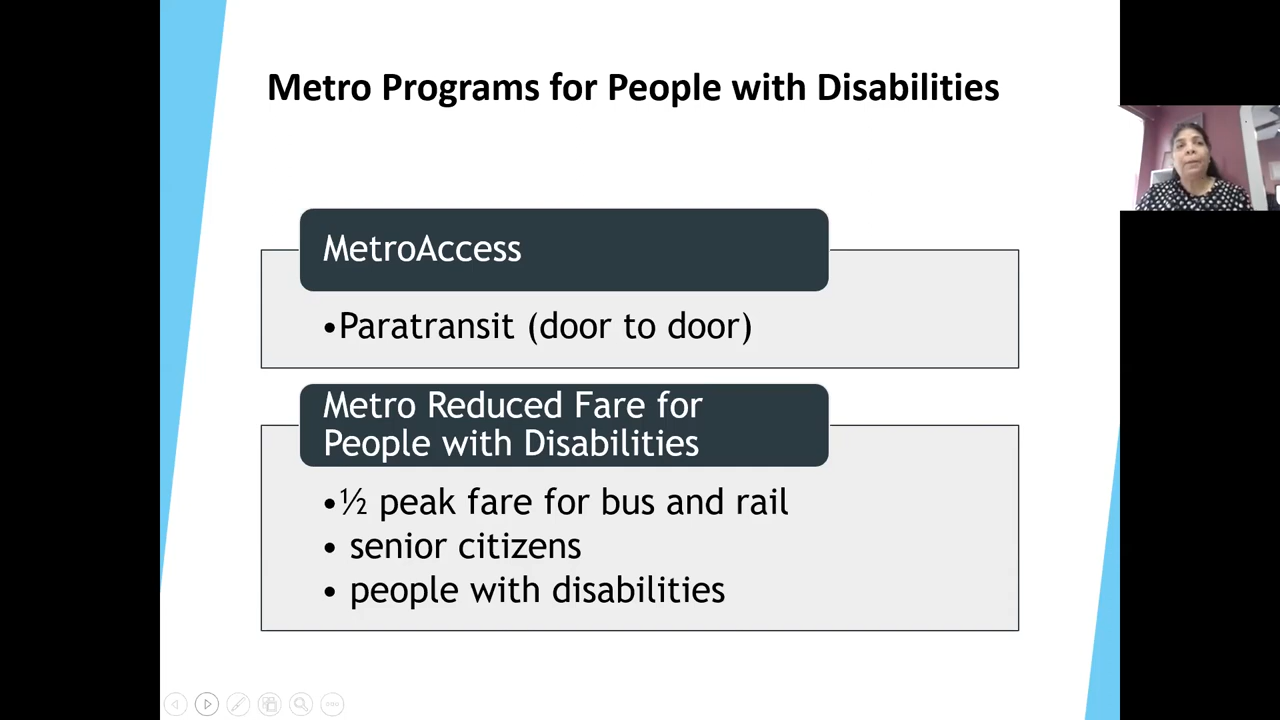 Metro Programs for People with Disabilities
MetroAccess
•Paratransit (door to door)
Metro Reduced Fare for
People with Disabilities
•½ peak fare for bus and rail
• senior citizens
• people with disabilities